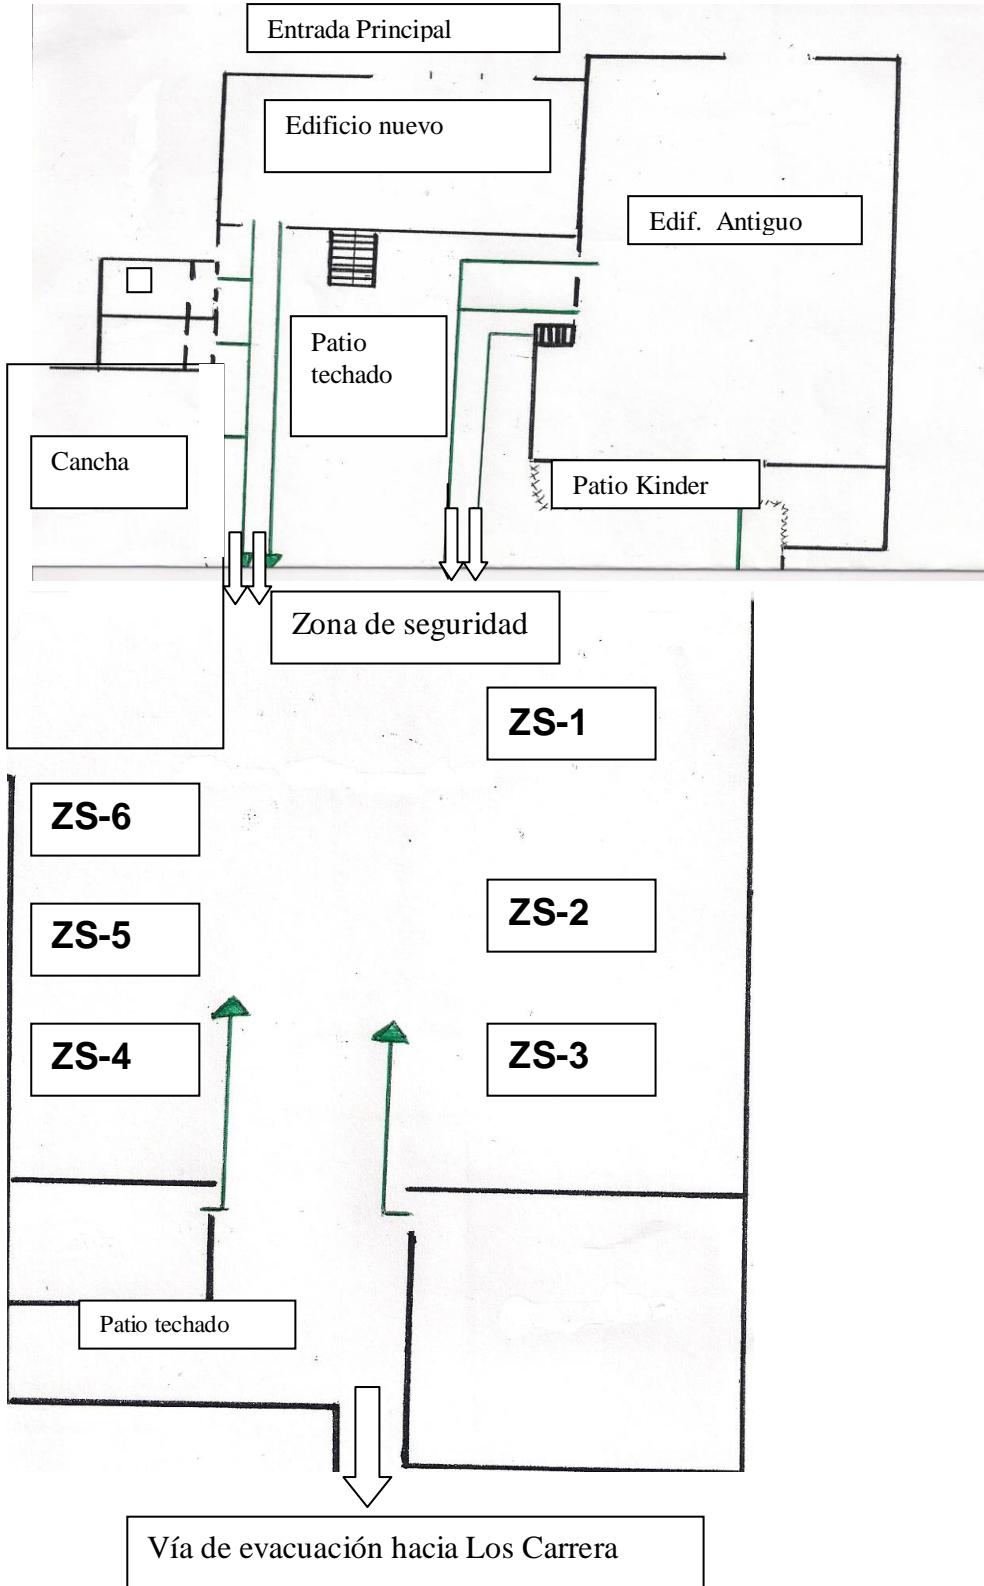 Entrada Principal
Edificio nuevo
Edif. Antiguo
Patio
techado
Cancha
Patio Kinder
Zona de seguridad
ZS-1
ZS-6
ZS-2
ZS-5
ZS-4
ZS-3
Patio techado
Vía de evacuación hacia Los Carrera